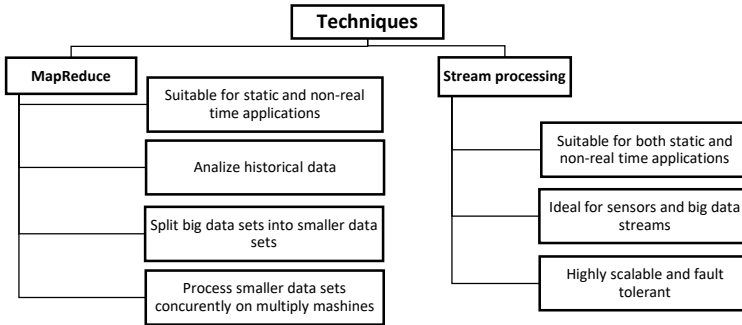 Techniques
MapReduce
Suitable for static and non-real
time applications
Analize historical data
Split big data sets into smaller data
sets
Process smaller data sets
concurently on multiply mashines
Stream processing
Suitable for both static and
non-real time applications
Ideal for sensors and big data
streams
Highly scalable and fault
tolerant